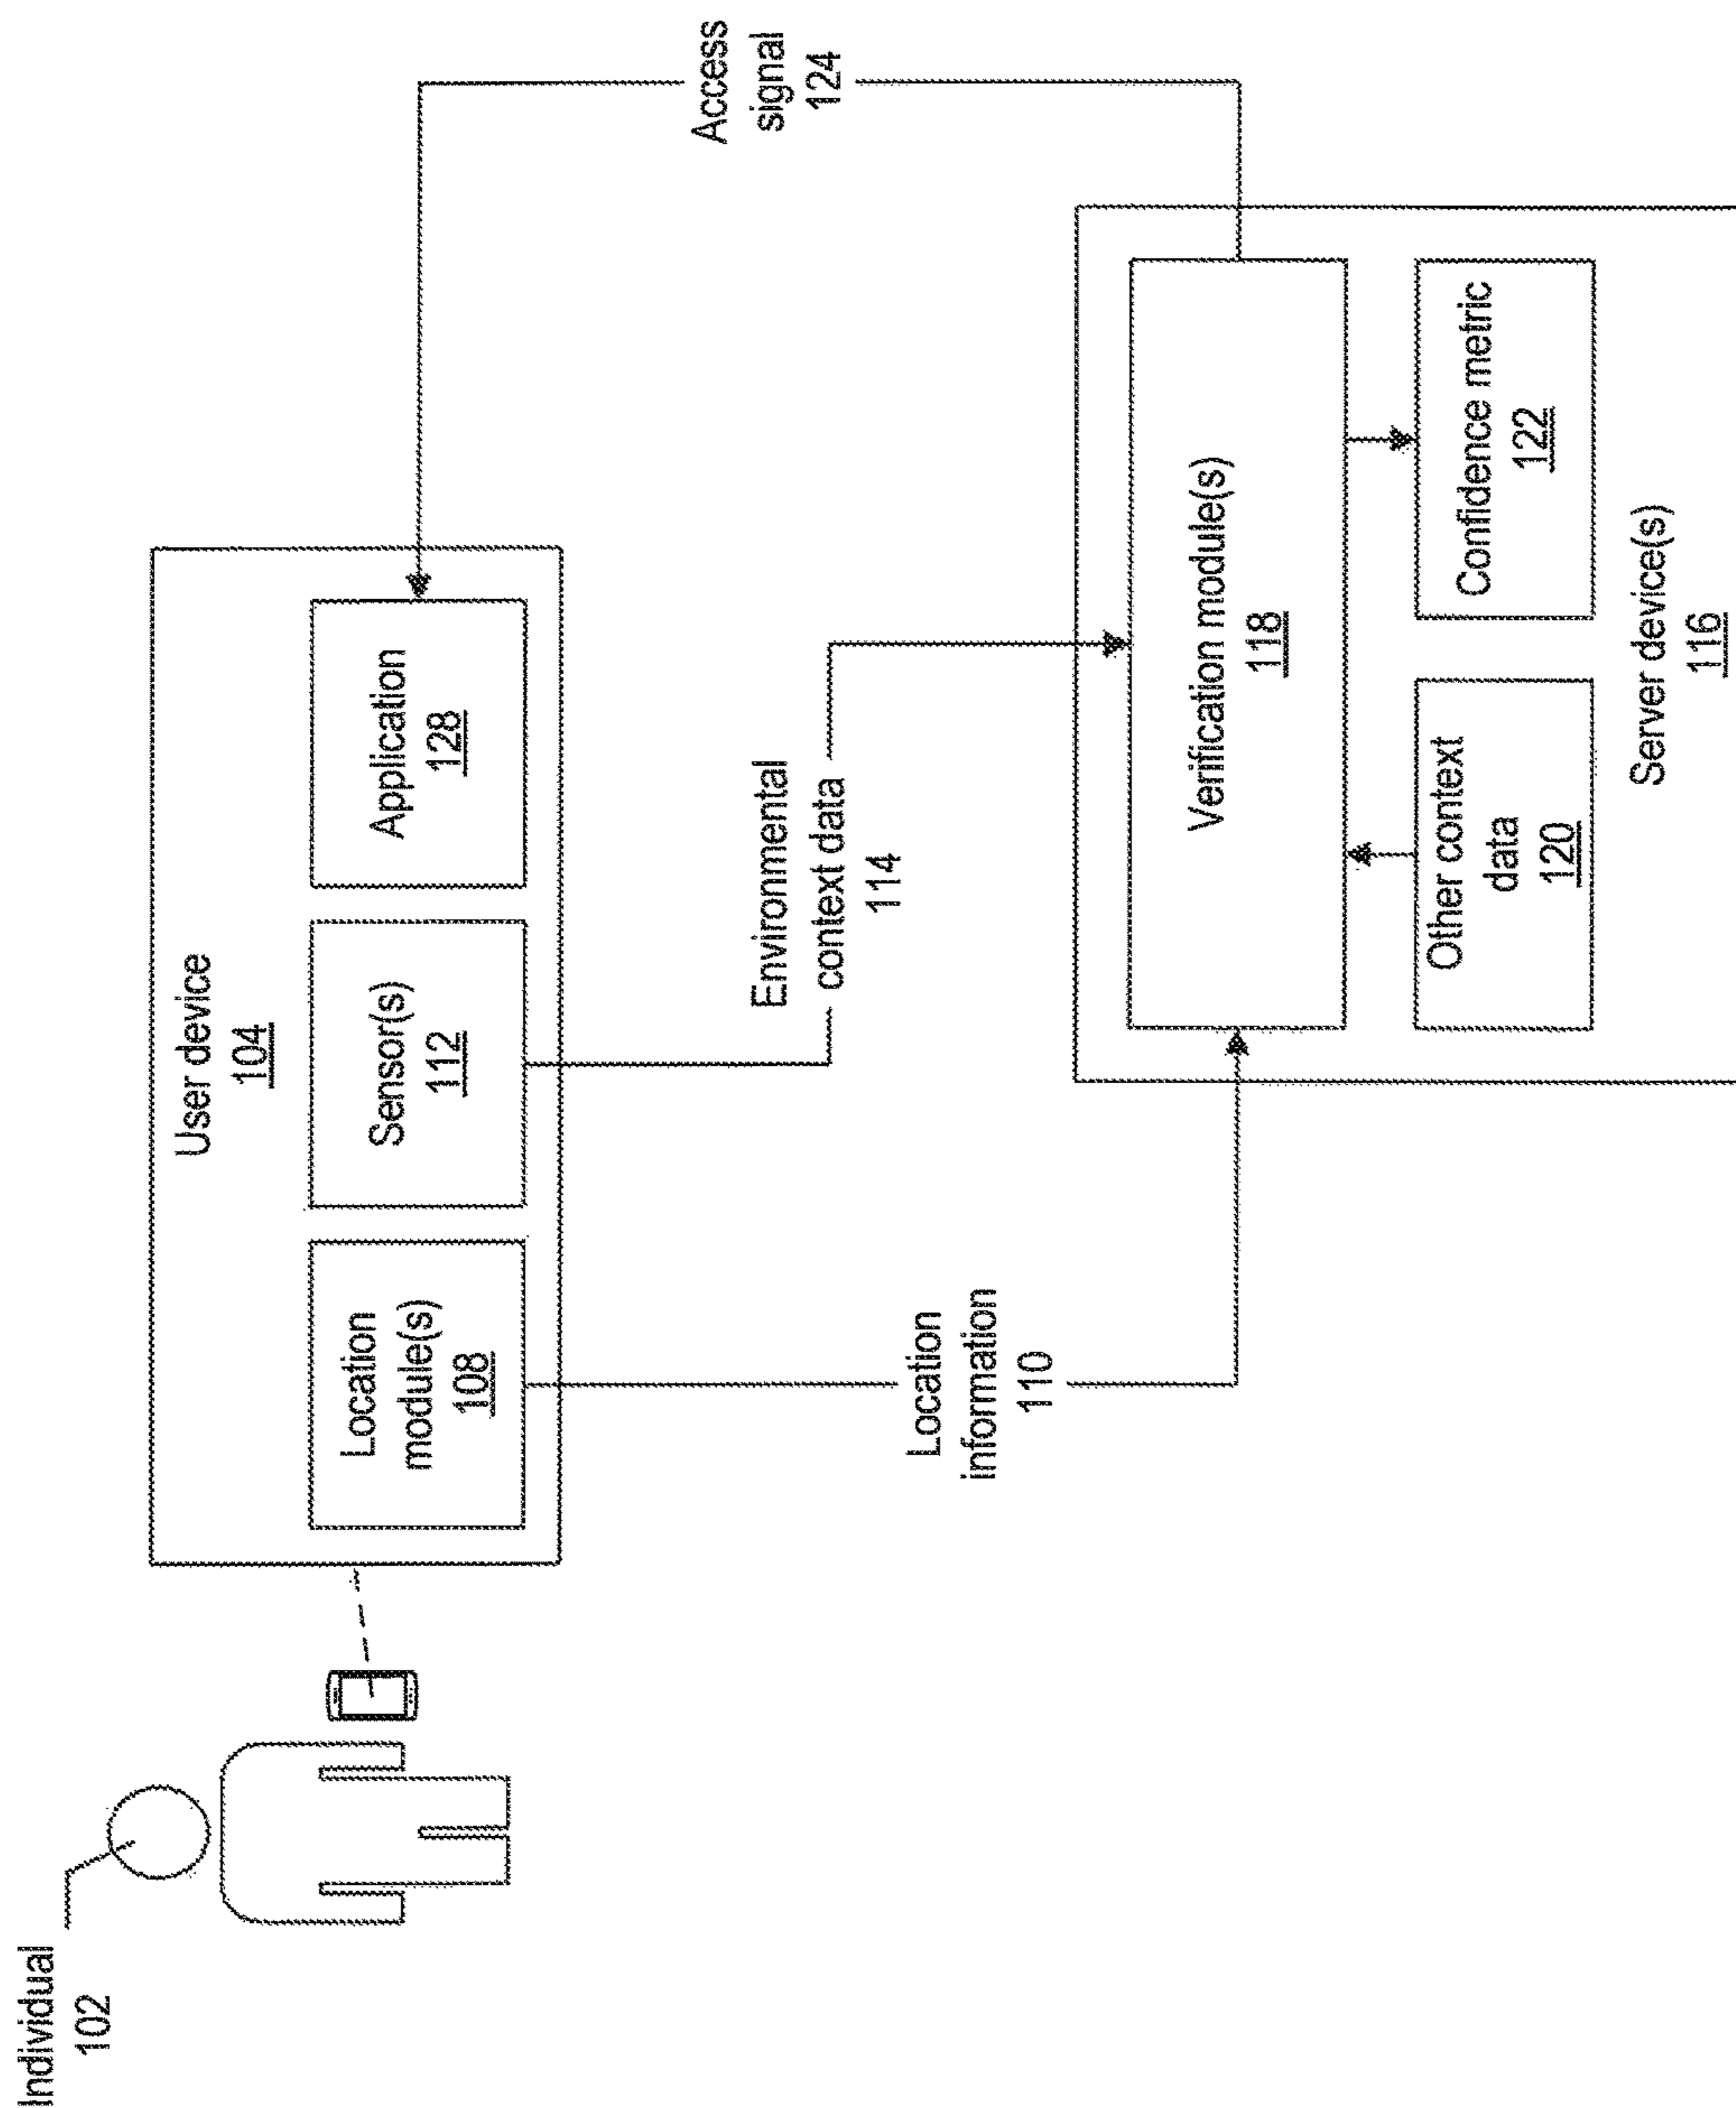 Individual
102
User device
104
Location
module(s)
108
Sensor(s)
112
Application
128
Location
information
110
Environmental
context data
114
Access
signal
124
Verification module(s)
118
Other context
data
120
Confidence metric
122
Server device(s)
116